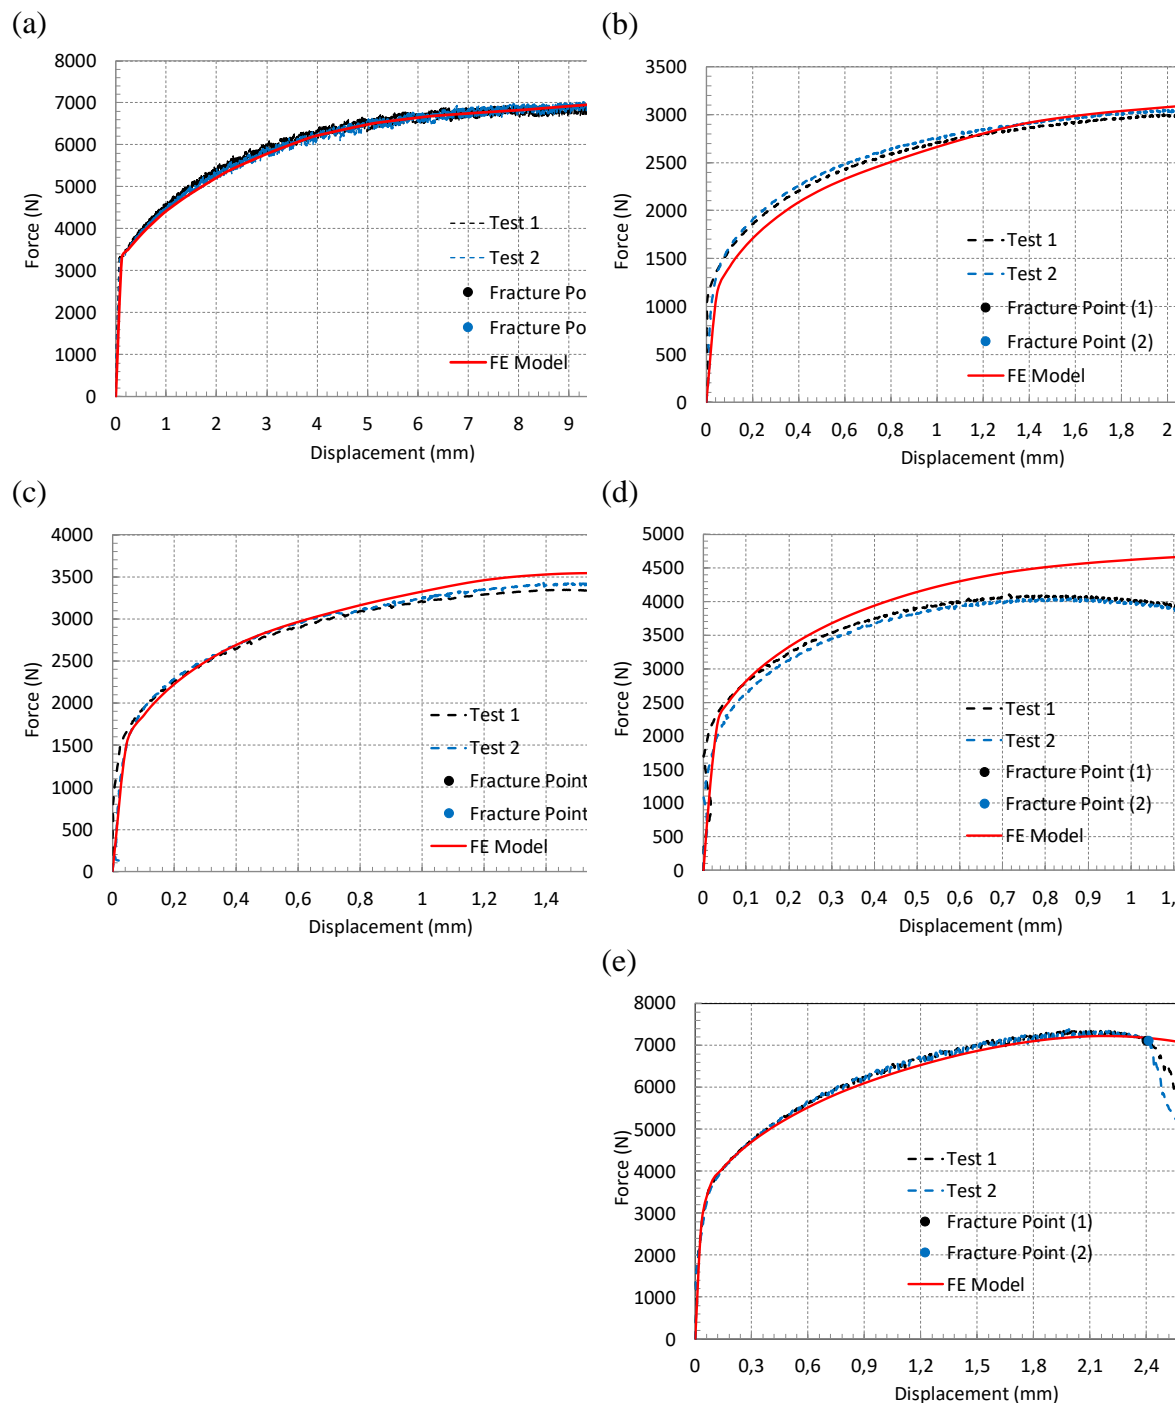 (a)
8000
7000
6000
5000
4000
3000
2000
1000
0
Force (N)
Test 1
Test 2
Fracture Po
Fracture Po
FE Model
0 1 2 3 4 5 6 7 8 9
Displacement (mm)
(b)
3500
3000
2500
2000
1500
1000
500
0
Force (N)
Test 1
Test 2
Fracture Point (1)
Fracture Point (2)
FE Model
0 0,2 0,4 0,6 0,8 1 1,2 1,4 1,6 1,8 2
Displacement (mm)
(c)
4000
3500
3000
2500
2000
1500
1000
500
0
Force (N)
Test 1
Test 2
Fracture Point
Fracture Point
FE Model
0 0,2 0,4 0,6 0,8 1 1,2 1,4
Displacement (mm)
(d)
5000
4500
4000
3500
3000
2500
2000
1500
1000
500
0
Force (N)
Test 1
Test 2
Fracture Point (1)
Fracture Point (2)
FE Model
0 0,1 0,2 0,3 0,4 0,5 0,6 0,7 0,8 0,9 1 1,
Displacement (mm)
(e)
8000
7000
6000
5000
4000
3000
2000
1000
0
Force (N)
Test 1
Test 2
Fracture Point (1)
Fracture Point (2)
FE Model
0 0,3 0,6 0,9 1,2 1,5 1,8 2,1 2,4
Displacement (mm)